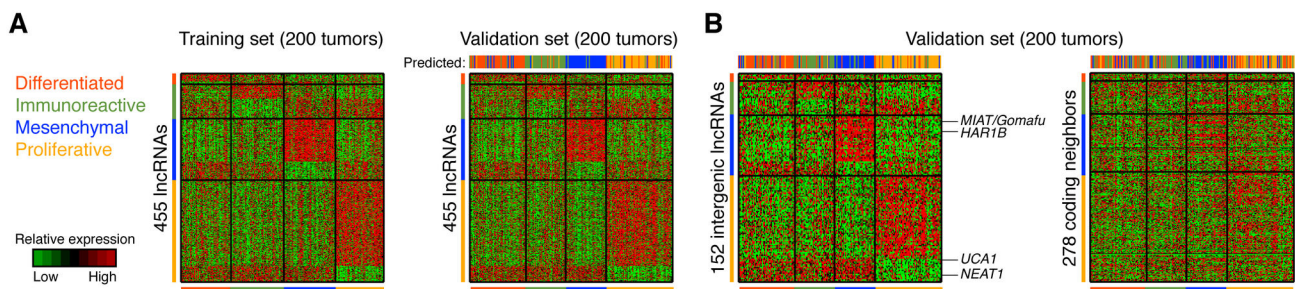 A
Training set (200 tumors)
Validation set (200 tumors)
Predicted:
Differentiated
Immunoreactive
Mesenchymal
Proliferative
455 lncRNAs
455 lncRNAs
Relative expression
Low
High
B
Validation set (200 tumors)
152 intergenic lncRNAs
MIAT/Gomafu
HAR1B
UCA1
NEAT1
278 coding neighbors